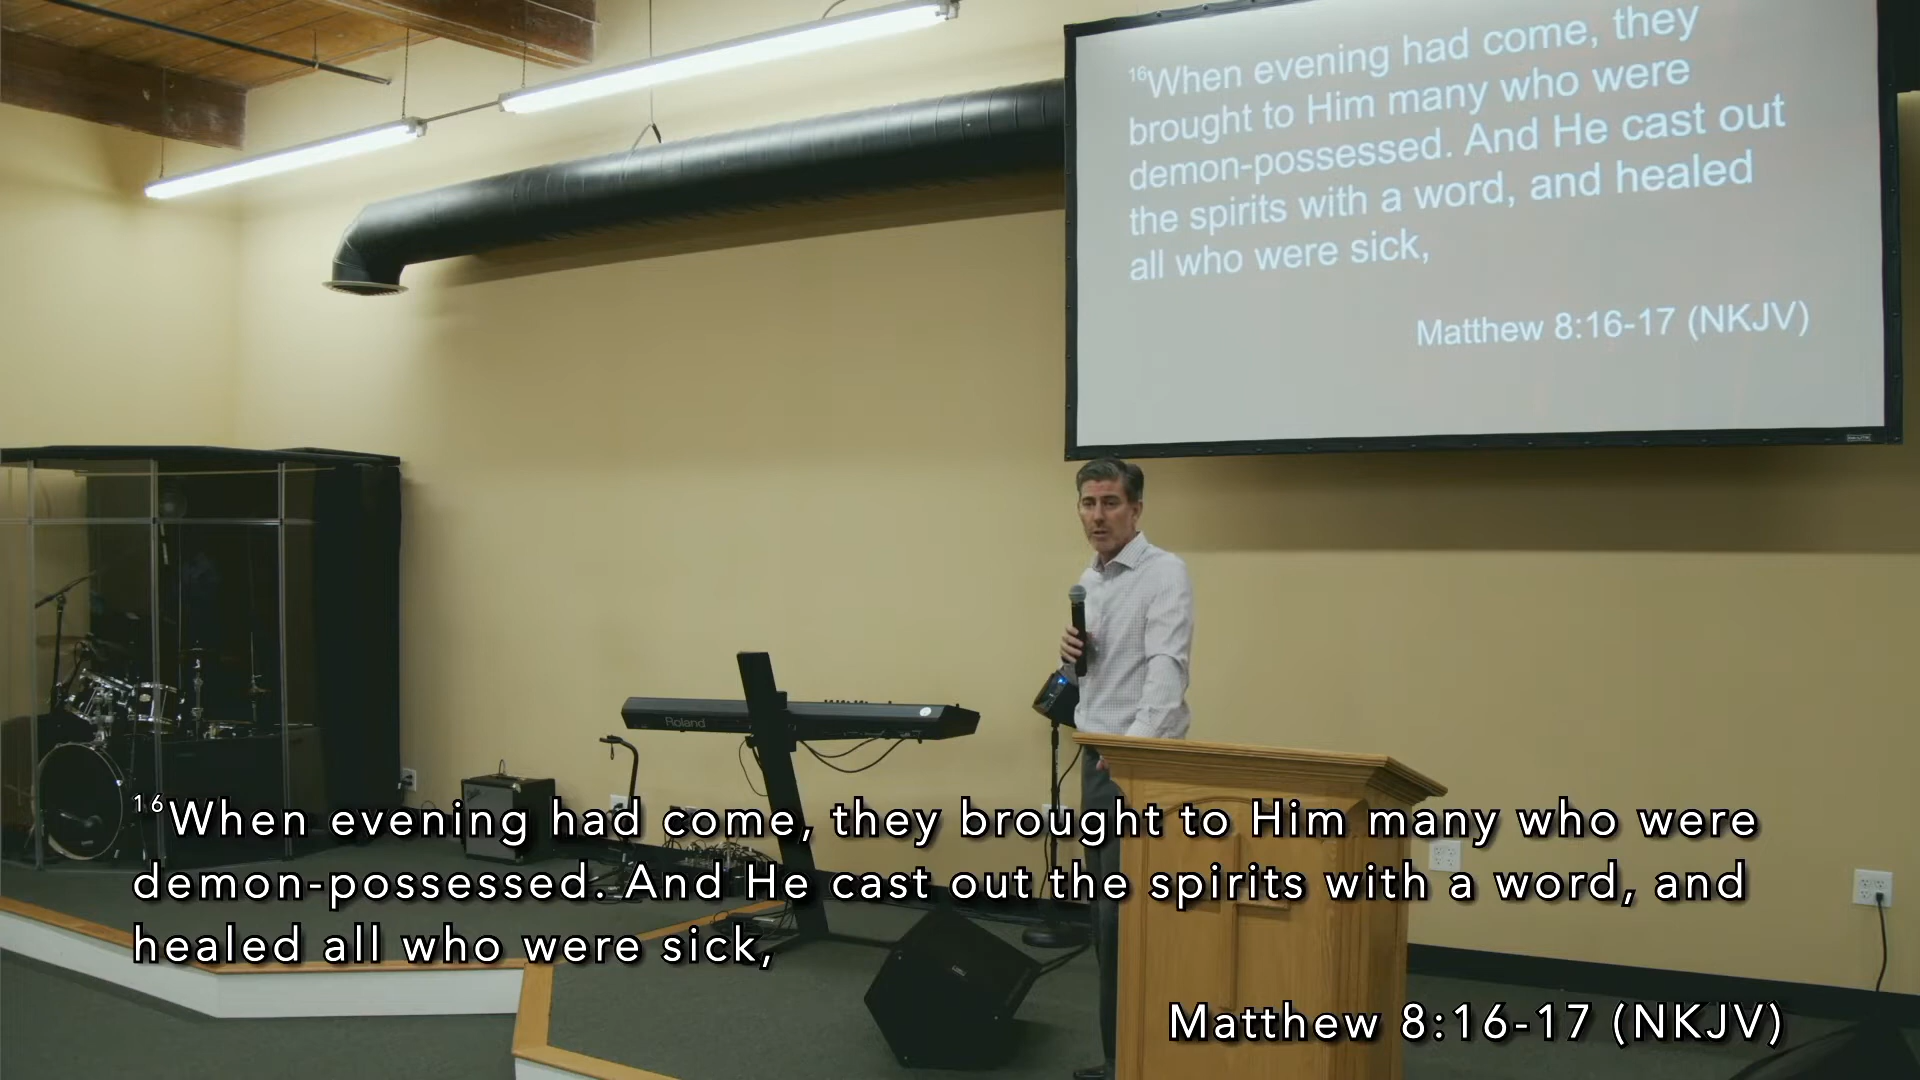 ¹⁶When evening had come, they
brought to Him many who were
demon-possessed. And He cast out
the spirits with a word, and healed
all who were sick,
Matthew 8:16-17 (NKJV)
Roland
¹⁶When evening had come, they brought to Him many who were
demon-possessed. And He cast out the spirits with a word, and
healed all who were sick,
Matthew 8:16-17 (NKJV)